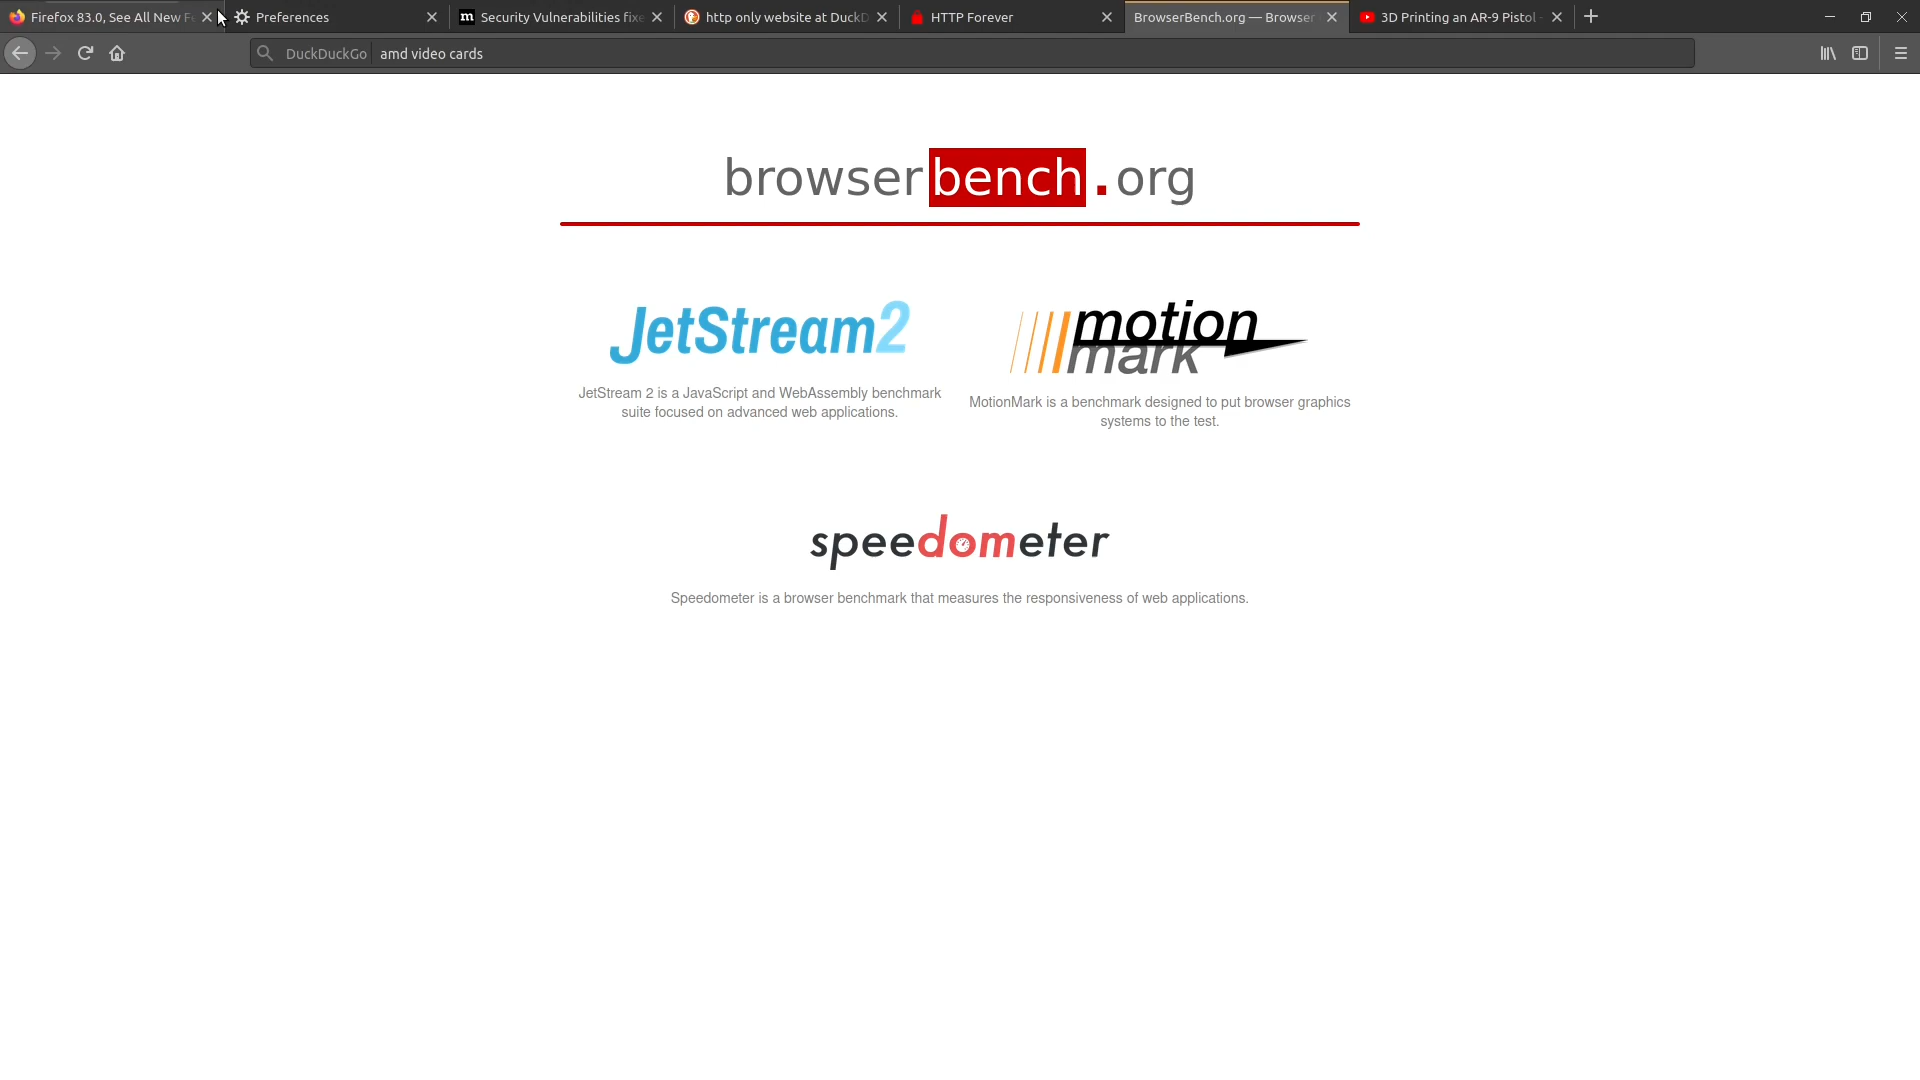 Firefox 83.0, See All New Fe
Preferences
Security Vulnerabilities fixe
http only website at DuckD
HTTP Forever
BrowserBench.org — Browser
3D Printing an AR-9 Pistol
DuckDuckGo
amd video cards
browserbench.org
JetStream2
motion
mark
JetStream 2 is a JavaScript and WebAssembly benchmark
suite focused on advanced web applications.
MotionMark is a benchmark designed to put browser graphics
systems to the test.
speedometer
Speedometer is a browser benchmark that measures the responsiveness of web applications.